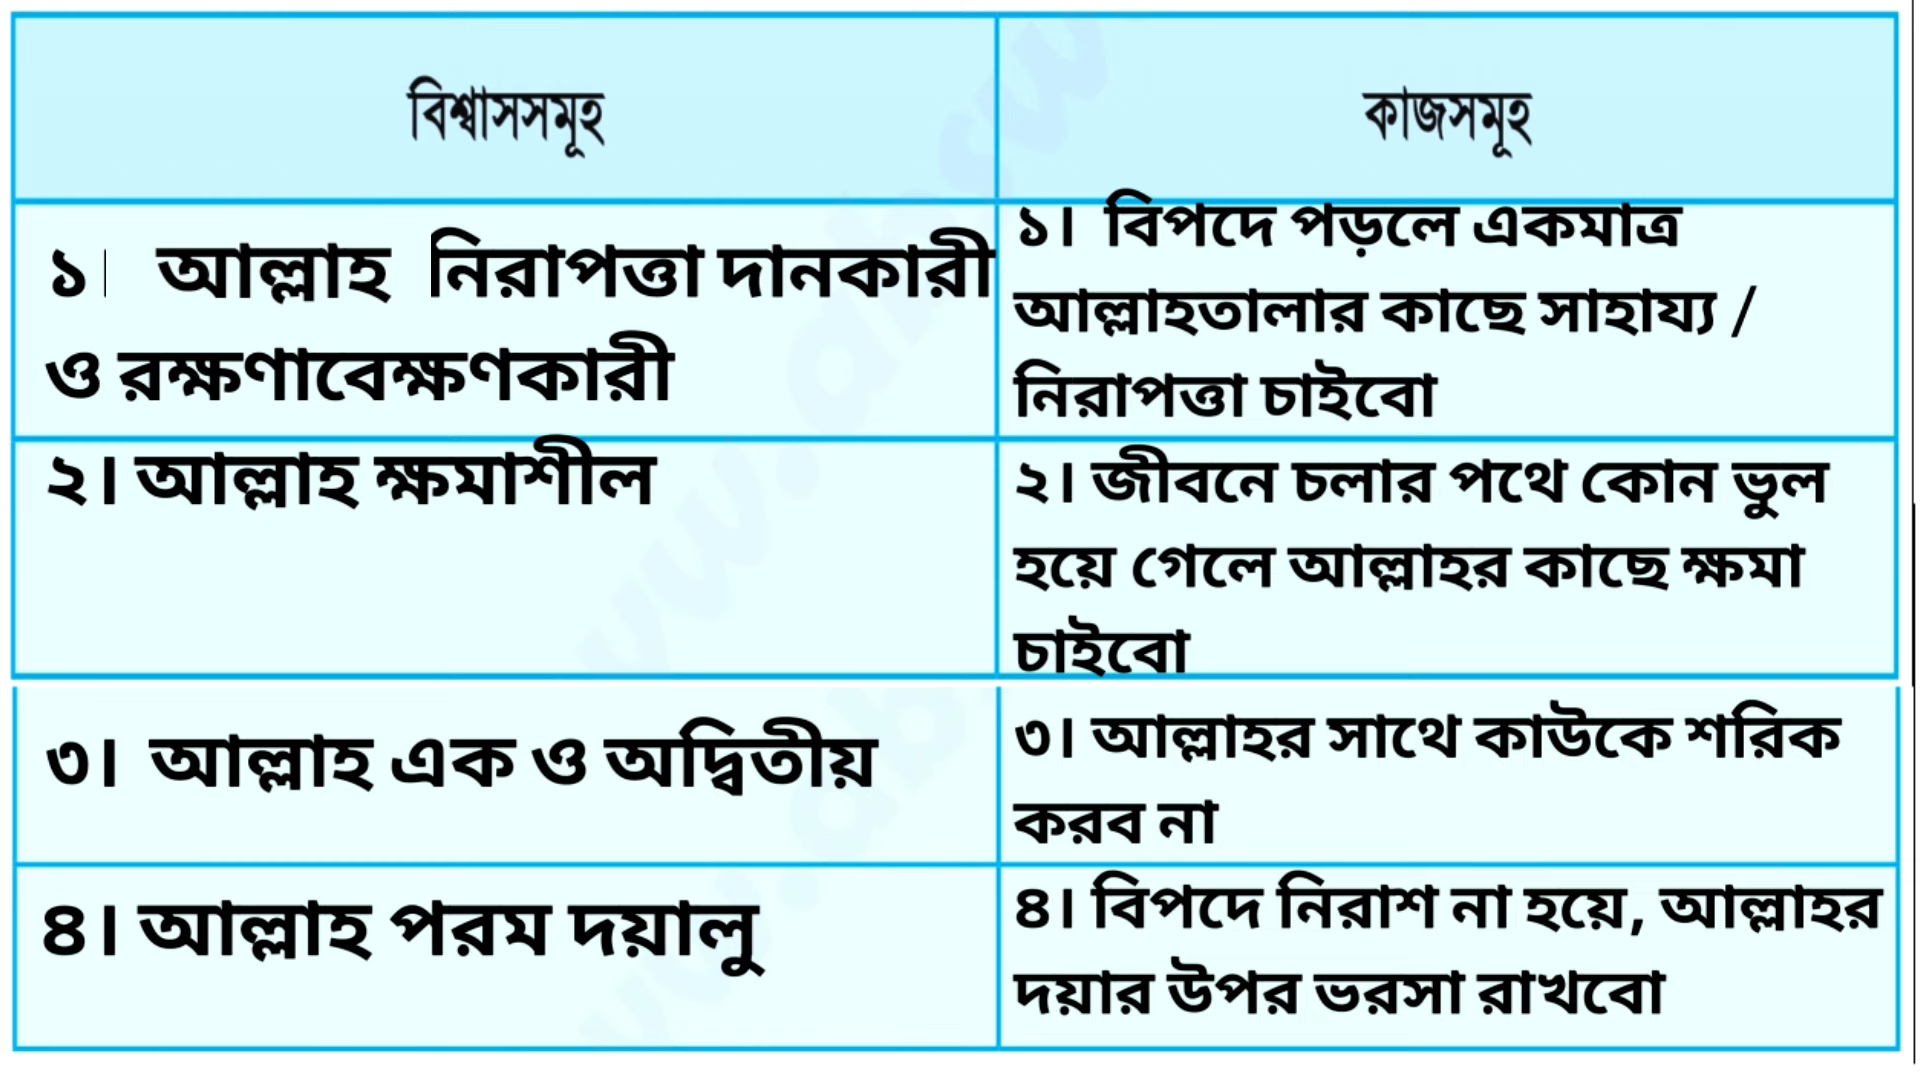 বিশ্বাসসমূহ
কাজসমূহ
১। আল্লাহ নিরাপত্তা দানকারী
ও রক্ষণাবেক্ষণকারী
১। বিপদে পড়লে একমাত্র
আল্লাহতালার কাছে সাহায্য /
নিরাপত্তা চাইবো
২। আল্লাহ ক্ষমাশীল
২। জীবনে চলার পথে কোন ভুল
হয়ে গেলে আল্লাহর কাছে ক্ষমা
চাইবো
৩। আল্লাহ এক ও অদ্বিতীয়
৩। আল্লাহর সাথে কাউকে শরিক
করব না
৪। আল্লাহ পরম দয়ালু
৪। বিপদে নিরাশ না হয়ে, আল্লাহর
দয়ার উপর ভরসা রাখবো